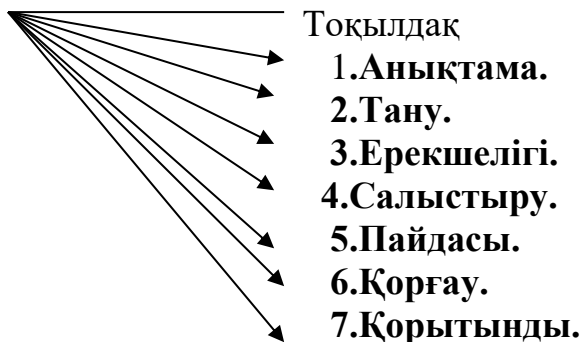 Тоқылдақ
1.Анықтама.
2.Тану.
3.Ерекшелігі.
4.Салыстыру.
5.Пайдасы.
6.Қорғау.
7.Қорытынды.